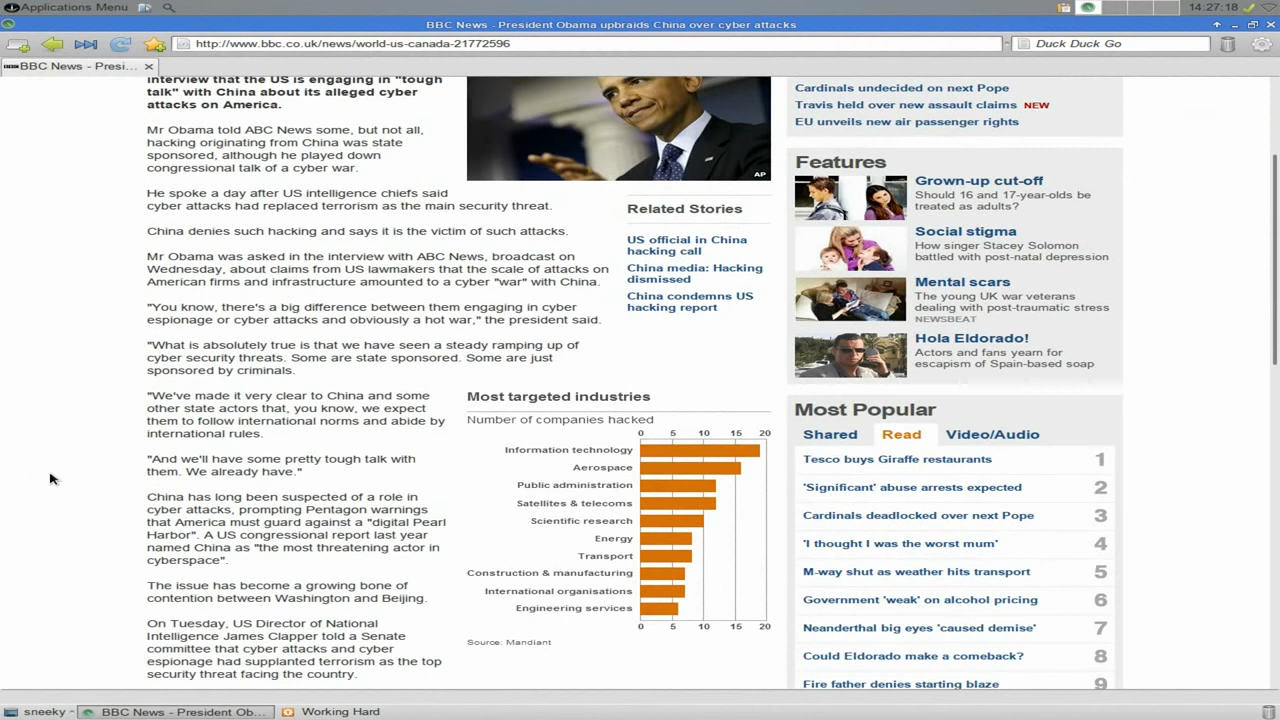 Applications Menu
14:27:18
BBC News - President Obama upbraids China over cyber attacks
http://www.bbc.co.uk/news/world-us-canada-21772596
Duck Duck Go
BBC News - Presi...
interview that the US is engaging in "tough
talk" with China about its alleged cyber
attacks on America.
Mr Obama told ABC News some, but not all,
hacking originating from China was state
sponsored, although he played down
congressional talk of a cyber war.
He spoke a day after US intelligence chiefs said
cyber attacks had replaced terrorism as the main security threat.
China denies such hacking and says it is the victim of such attacks.
Mr Obama was asked in the interview with ABC News, broadcast on
Wednesday, about claims from US lawmakers that the scale of attacks on
American firms and infrastructure amounted to a cyber "war" with China.
"You know, there's a big difference between them engaging in cyber
espionage or cyber attacks and obviously a hot war," the president said.
"What is absolutely true is that we have seen a steady ramping up of
cyber security threats. Some are state sponsored. Some are just
sponsored by criminals.
"We've made it very clear to China and some
other state actors that, you know, we expect
them to follow international norms and abide by
international rules.
"And we'll have some pretty tough talk with
them. We already have."
China has long been suspected of a role in
cyber attacks, prompting Pentagon warnings
that America must guard against a "digital Pearl
Harbor". A US congressional report last year
named China as "the most threatening actor in
cyberspace".
The issue has become a growing bone of
contention between Washington and Beijing.
On Tuesday, US Director of National
Intelligence James Clapper told a Senate
committee that cyber attacks and cyber
espionage had supplanted terrorism as the top
security threat facing the country.
AP
Related Stories
US official in China
hacking call
China media: Hacking
dismissed
China condemns US
hacking report
Most targeted industries
Number of companies hacked
0 5 10 15 20
Information technology
Aerospace
Public administration
Satellites & telecoms
Scientific research
Energy
Transport
Construction & manufacturing
International organisations
Engineering services
0 5 10 15 20
Source: Mandiant
Cardinals undecided on next Pope
Travis held over new assault claims NEW
EU unveils new air passenger rights
Features
Grown-up cut-off
Should 16 and 17-year-olds be
treated as adults?
Social stigma
How singer Stacey Solomon
battled with post-natal depression
Mental scars
The young UK war veterans
dealing with post-traumatic stress
NEWSBEAT
Hola Eldorado!
Actors and fans yearn for
escapism of Spain-based soap
Most Popular
Shared Read Video/Audio
Tesco buys Giraffe restaurants 1
'Significant' abuse arrests expected 2
Cardinals deadlocked over next Pope 3
'I thought I was the worst mum' 4
M-way shut as weather hits transport 5
Government 'weak' on alcohol pricing 6
Neanderthal big eyes 'caused demise' 7
Could Eldorado make a comeback? 8
Fire father denies starting blaze 9
sneeky
BBC News - President Ob...
Working Hard